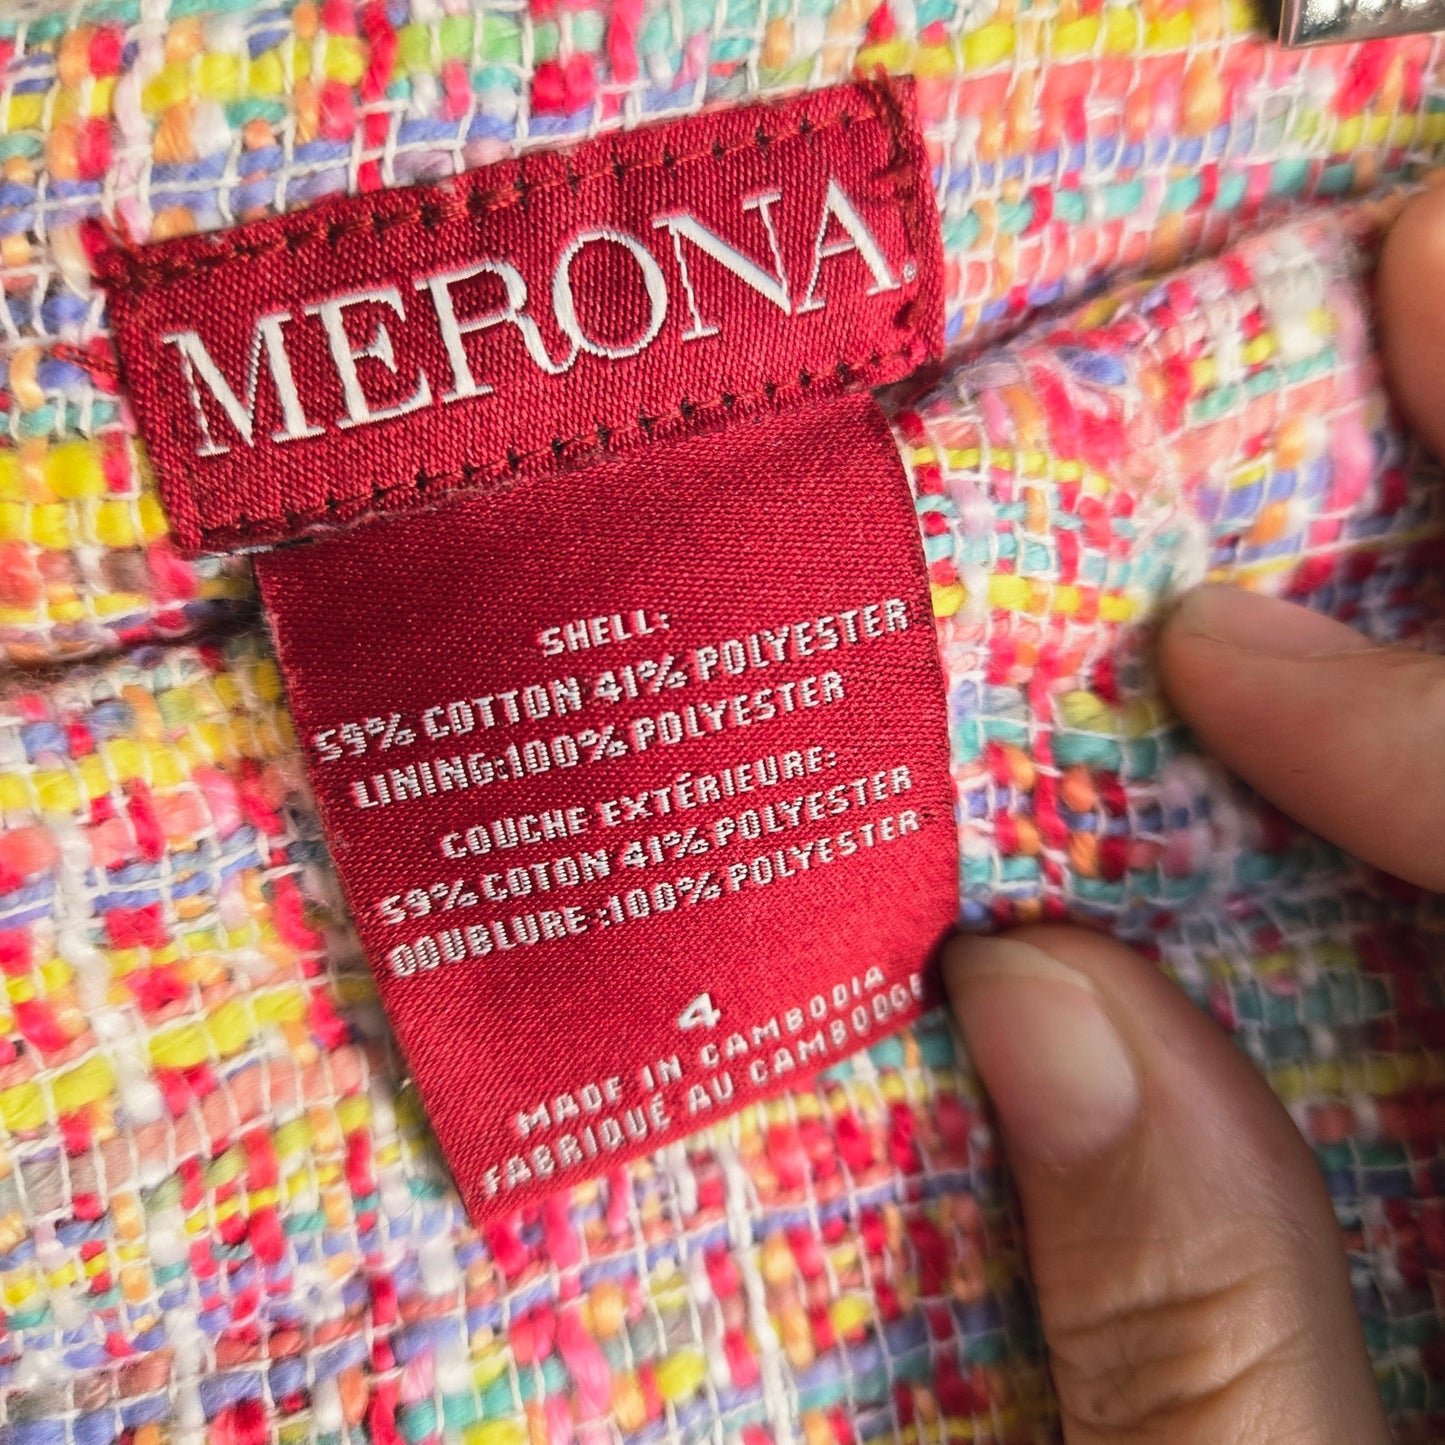 MERONA
SHELL:
59% COTTON 41% POLYESTER
LINING:100% POLYESTER
COUCHE EXTÉRIEURE:
59% COTON 41% POLYESTER
DOUBLURE :100% POLYESTER
4
MADE IN CAMBODIA
FABRIQUÉ AU CAMBODGE